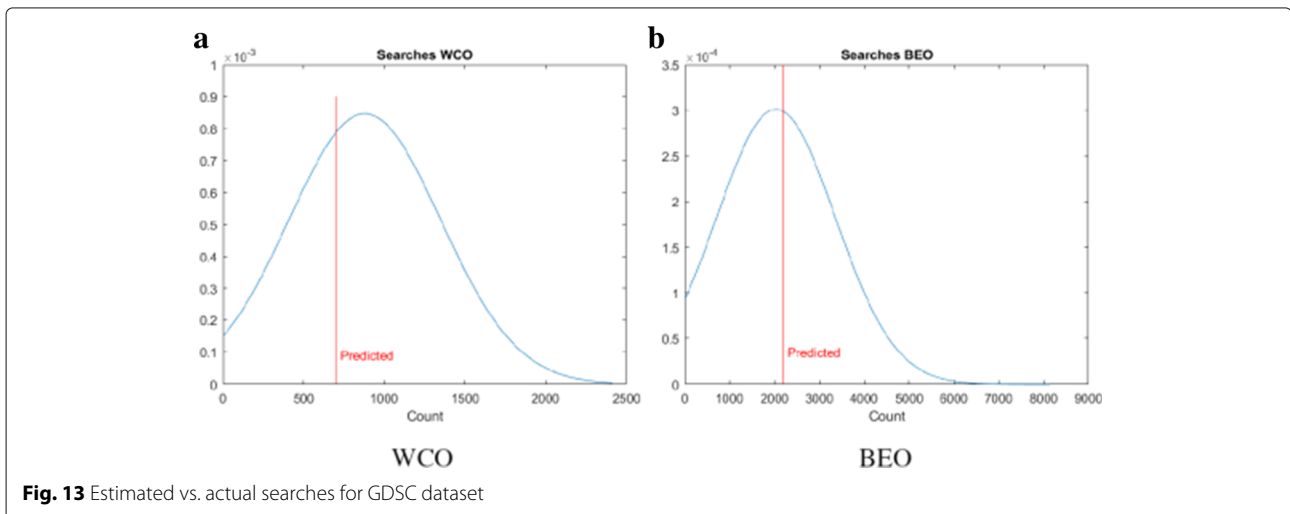 a
Searches WCO
×10⁻³
1
0.9
0.8
0.7
0.6
0.5
0.4
0.3
0.2
0.1
0
Predicted
0 500 1000 1500 2000 2500
Count
WCO
b
Searches BEO
×10⁻⁴
3.5
3
2.5
2
1.5
1
0.5
0
Predicted
0 1000 2000 3000 4000 5000 6000 7000 8000 9000
Count
BEO
Fig. 13 Estimated vs. actual searches for GDSC dataset